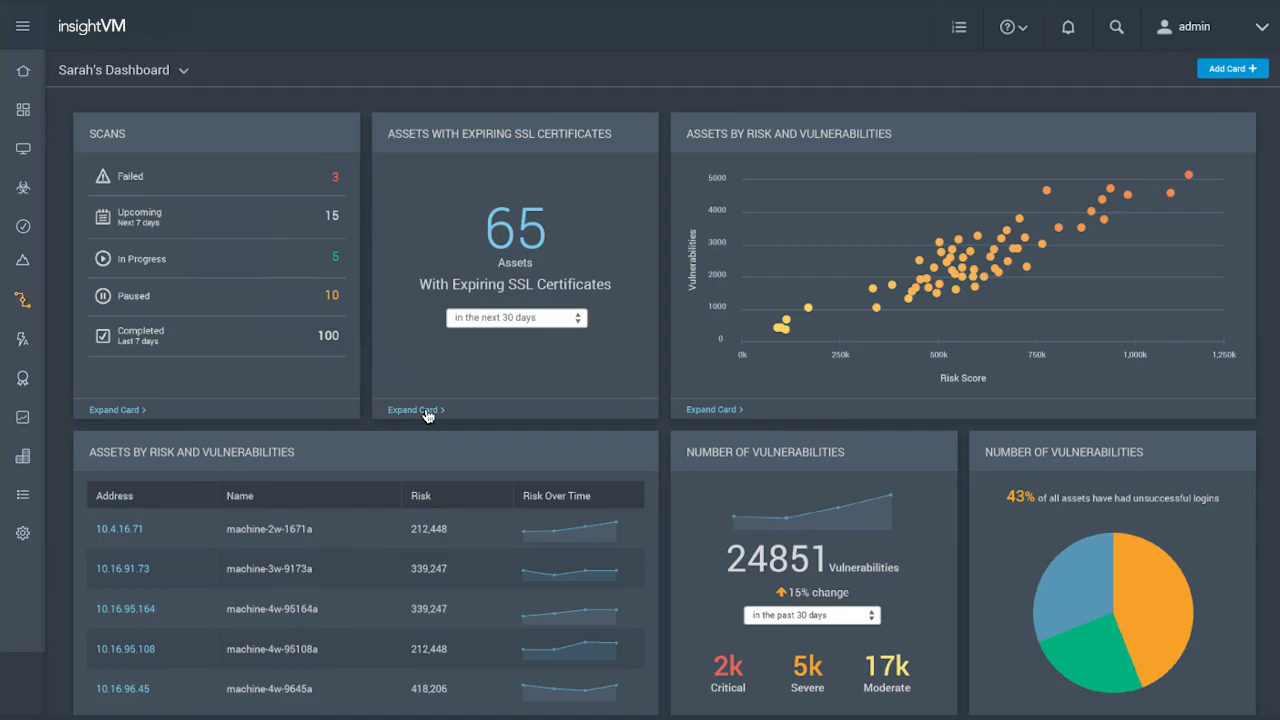 insightVM
admin
Sarah's Dashboard
Add Card +
SCANS
Failed 3
Upcoming 15
Next 7 days
In Progress 5
Paused 10
Completed 100
Last 7 days
Expand Card >
ASSETS WITH EXPIRING SSL CERTIFICATES
65
Assets
With Expiring SSL Certificates
in the next 30 days
Expand Card >
ASSETS BY RISK AND VULNERABILITIES
Vulnerabilities
5000
4000
3000
2000
1000
0
0k 250k 500k 750k 1,000k 1,250k
Risk Score
Expand Card >
ASSETS BY RISK AND VULNERABILITIES
Address Name Risk Risk Over Time
10.4.16.71 machine-2w-1671a 212,448
10.16.91.73 machine-3w-9173a 339,247
10.16.95.164 machine-4w-95164a 339,247
10.16.95.108 machine-4w-95108a 212,448
10.16.96.45 machine-4w-9645a 418,206
NUMBER OF VULNERABILITIES
24851 Vulnerabilities
15% change
in the past 30 days
2k 5k 17k
Critical Severe Moderate
NUMBER OF VULNERABILITIES
43% of all assets have had unsuccessful logins